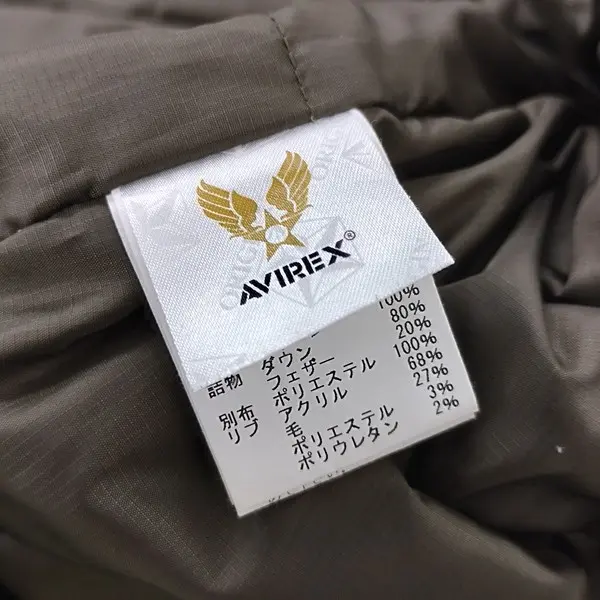 ORIGI
ORIGI
AVIREX®
100%
詰物 ダウン 80%
フェザー 20%
別布 ポリエステル 100%
リブ アクリル 68%
毛 27%
ポリエステル 3%
ポリウレタン 2%